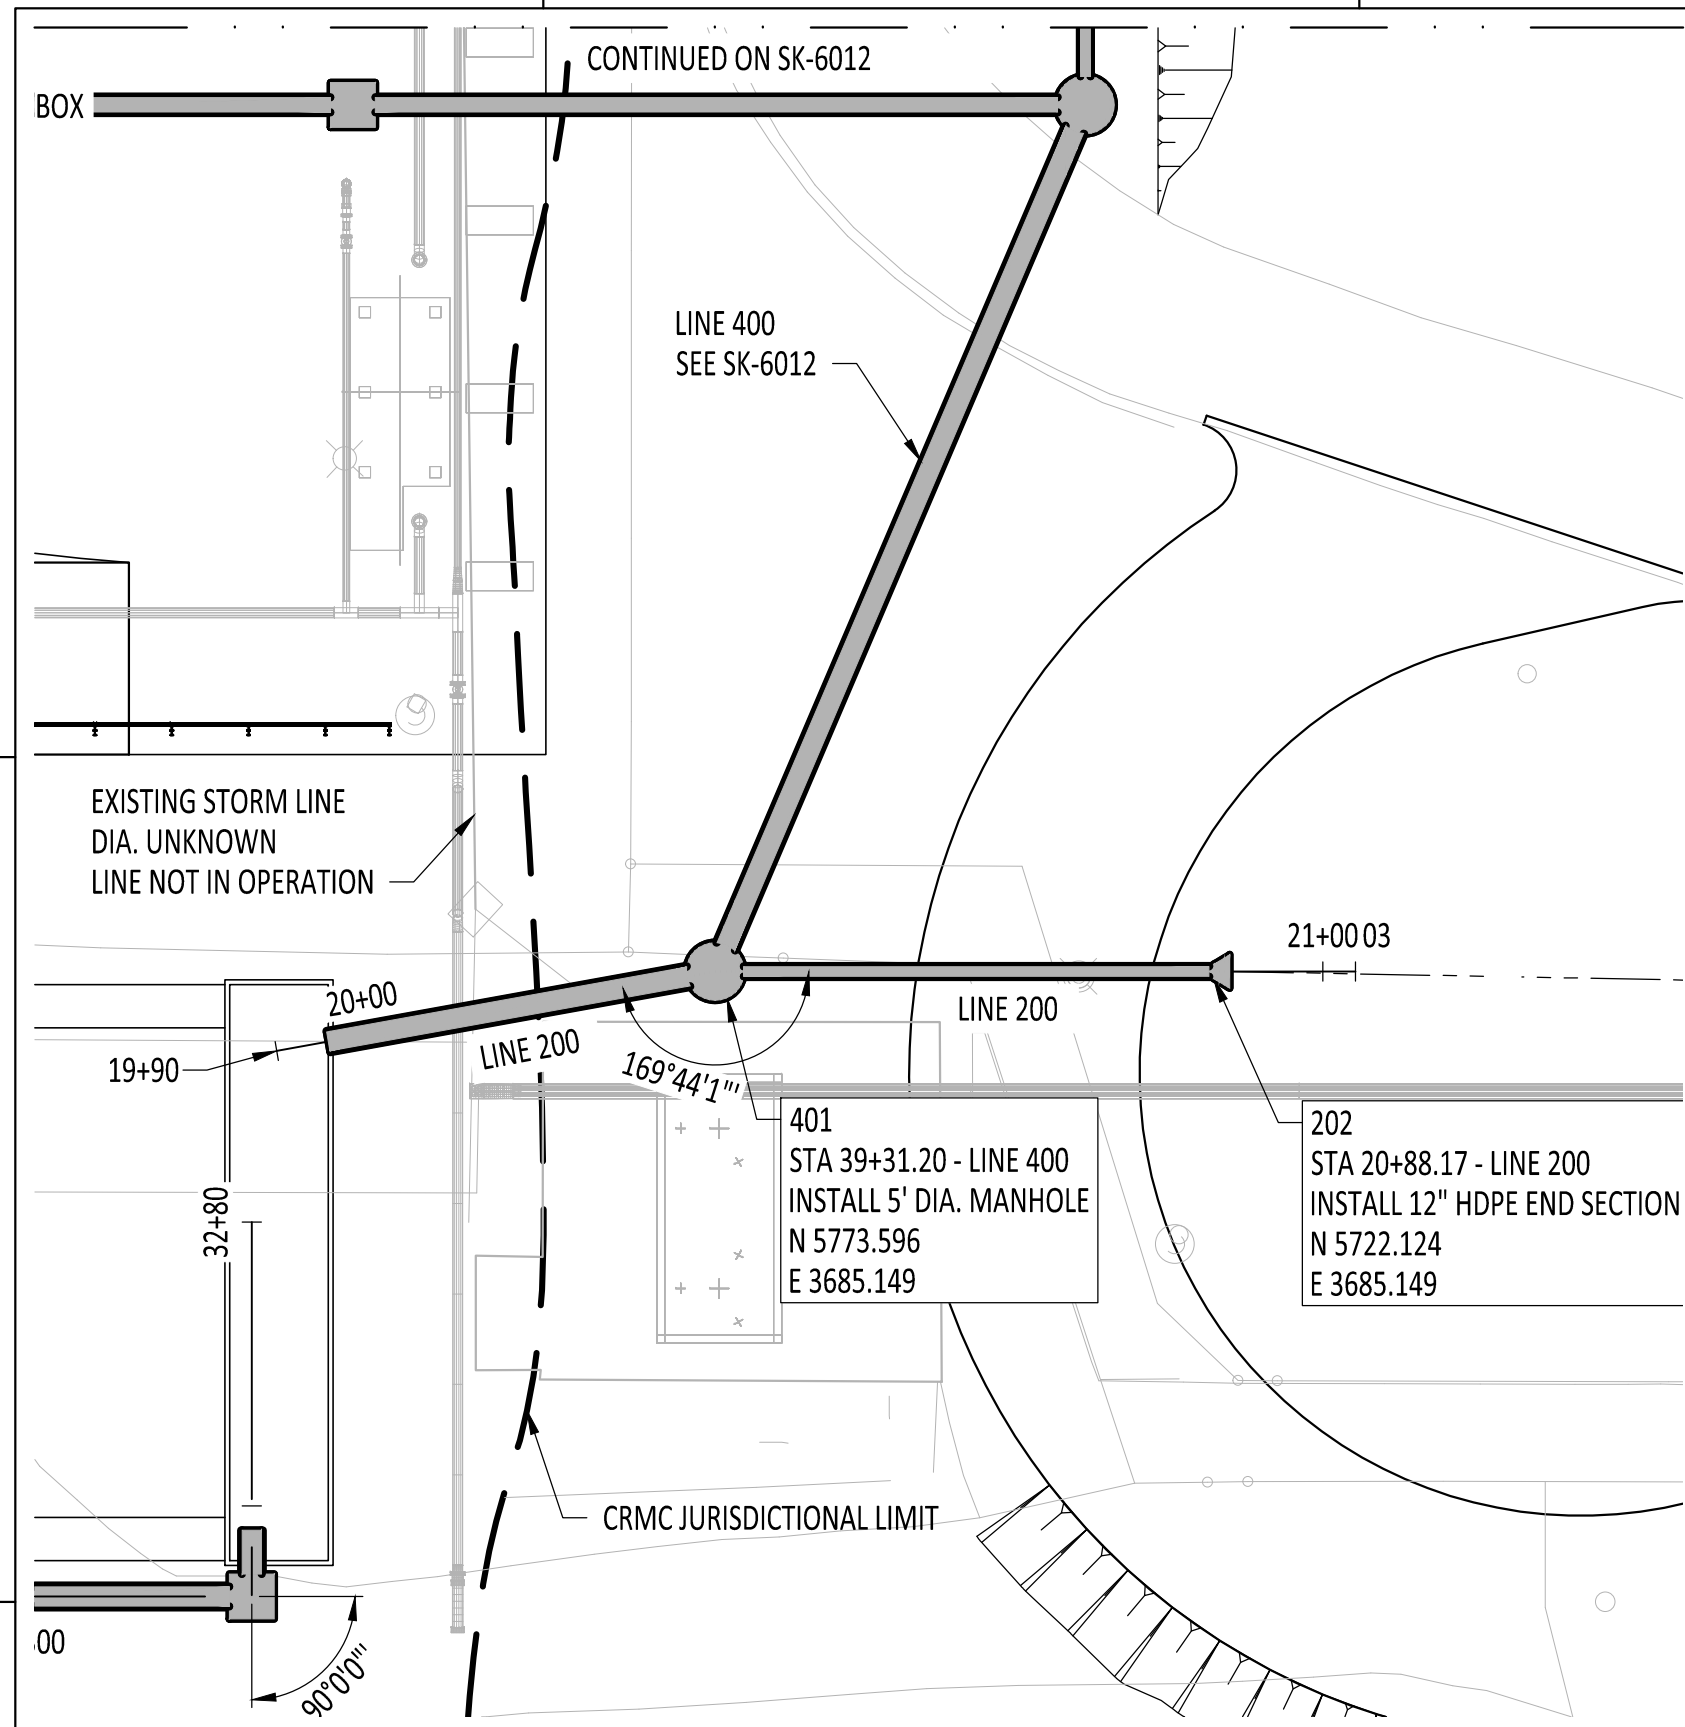 CONTINUED ON SK-6012
BOX
LINE 400
SEE SK-6012
EXISTING STORM LINE
DIA. UNKNOWN
LINE NOT IN OPERATION
21+00 03
20+00
LINE 200
LINE 200
19+90
169°44'1"'
401
STA 39+31.20 - LINE 400
INSTALL 5' DIA. MANHOLE
N 5773.596
E 3685.149
202
STA 20+88.17 - LINE 200
INSTALL 12" HDPE END SECTION
N 5722.124
E 3685.149
32+80
CRMC JURISDICTIONAL LIMIT
00
90°0'0"'